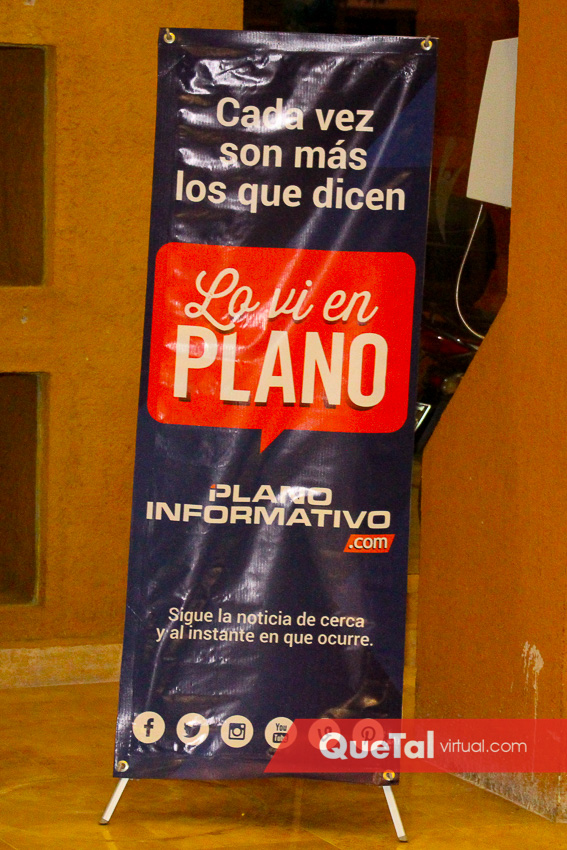 Cada vez
son más
los que dicen
Lo vi en
PLANO
PLANO
INFORMATIVO
.com
Sigue la noticia de cerca
y al instante en que ocurre.
You
Tube
QueTal virtual.com